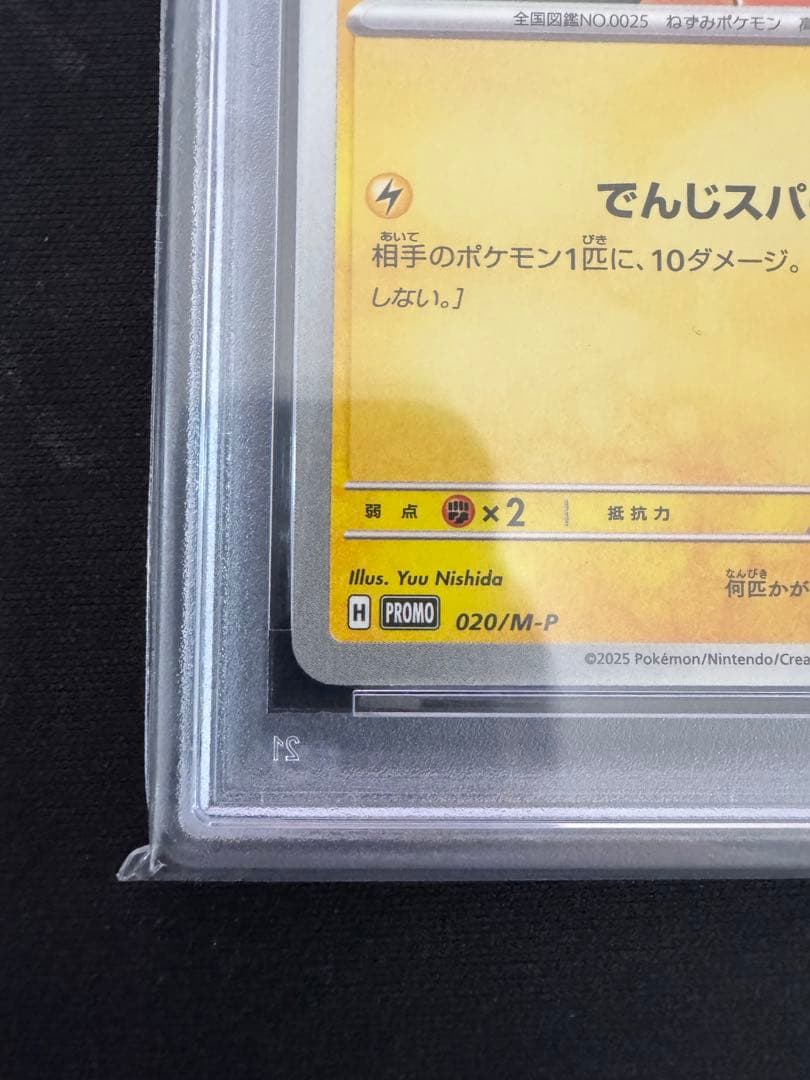 全国図鑑NO.0025 ねずみポケモン 高
でんじスパ
あいて びき
相手のポケモン1匹に、10ダメージ。
しない。]
弱点 ×2 抵抗力
Illus. Yuu Nishida
なんびき
何匹かが
H PROMO 020/M-P
©2025 Pokémon/Nintendo/Crea
21